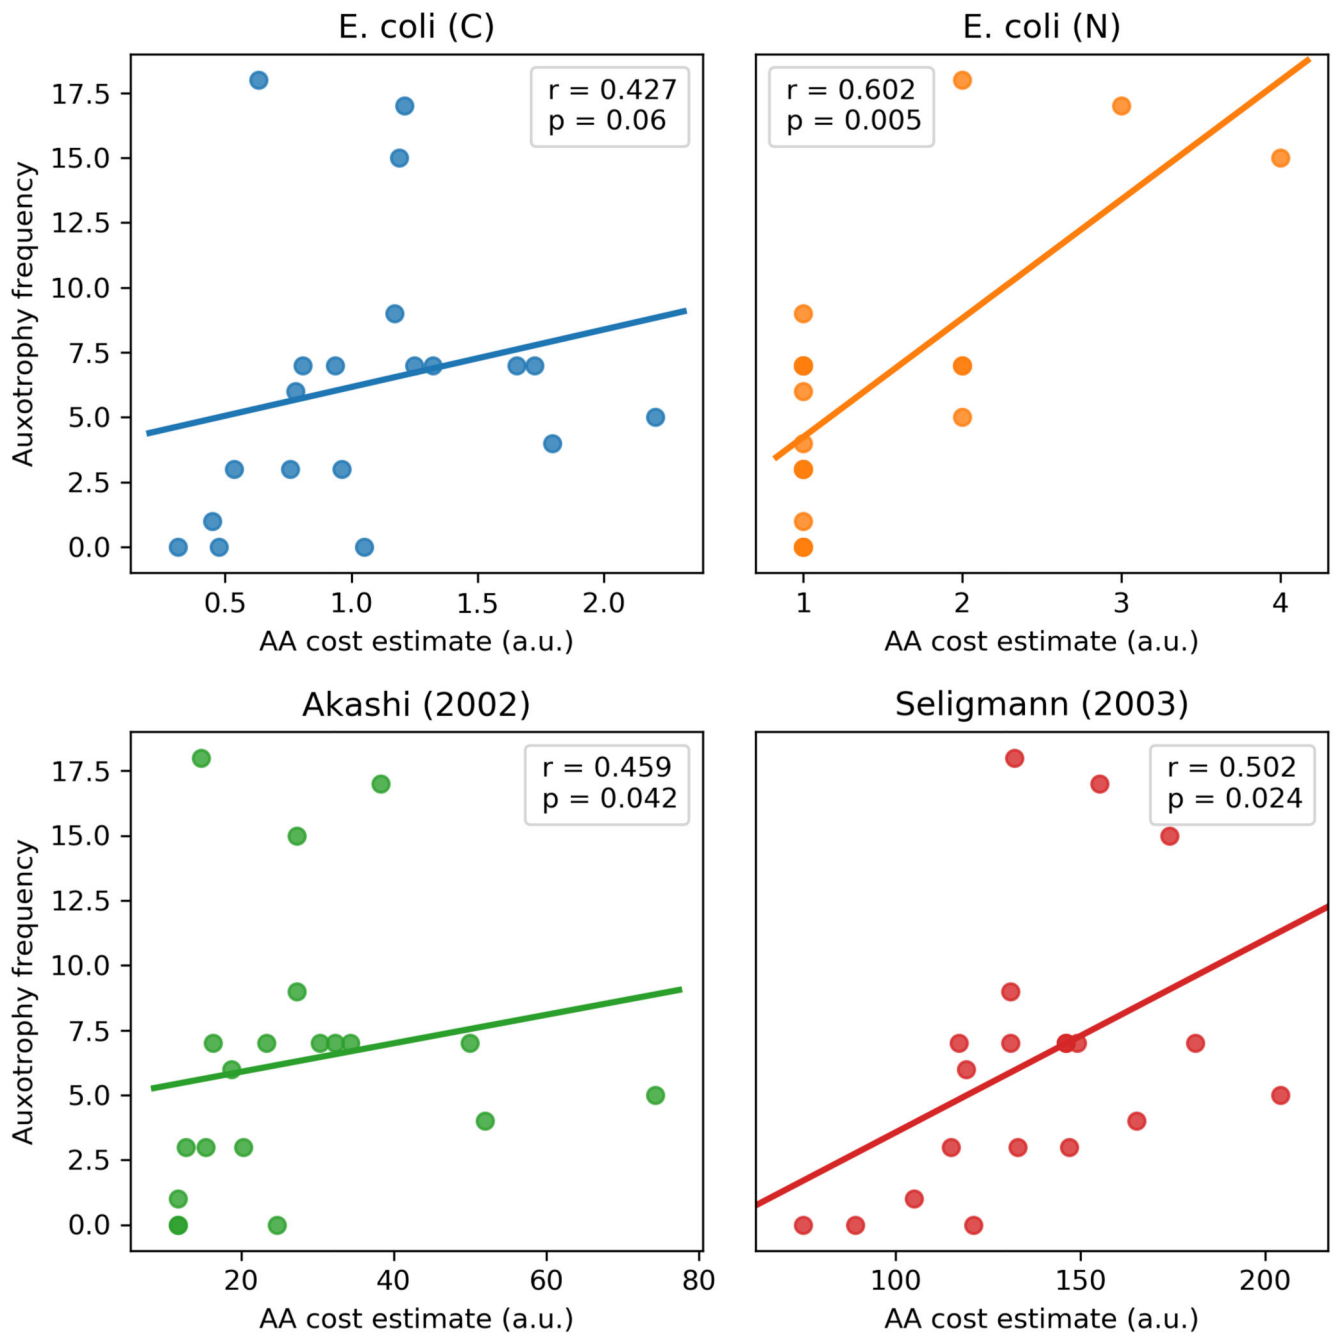 E. coli (C)
r = 0.427
p = 0.06
Auxotrophy frequency
17.5
15.0
12.5
10.0
7.5
5.0
2.5
0.0
0.5
1.0
1.5
2.0
AA cost estimate (a.u.)
E. coli (N)
r = 0.602
p = 0.005
1
2
3
4
AA cost estimate (a.u.)
Akashi (2002)
r = 0.459
p = 0.042
Auxotrophy frequency
17.5
15.0
12.5
10.0
7.5
5.0
2.5
0.0
20
40
60
80
AA cost estimate (a.u.)
Seligmann (2003)
r = 0.502
p = 0.024
100
150
200
AA cost estimate (a.u.)